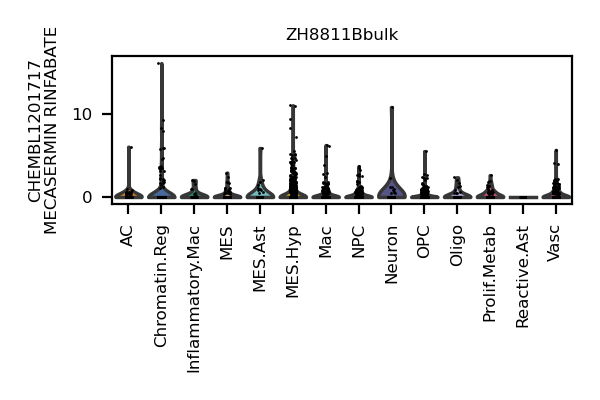 ZH8811Bbulk
CHEMBL1201717
MECASERMIN RINFABATE
10
0
AC
Chromatin.Reg
Inflammatory.Mac
MES
MES.Ast
MES.Hyp
Mac
NPC
Neuron
OPC
Oligo
Prolif.Metab
Reactive.Ast
Vasc